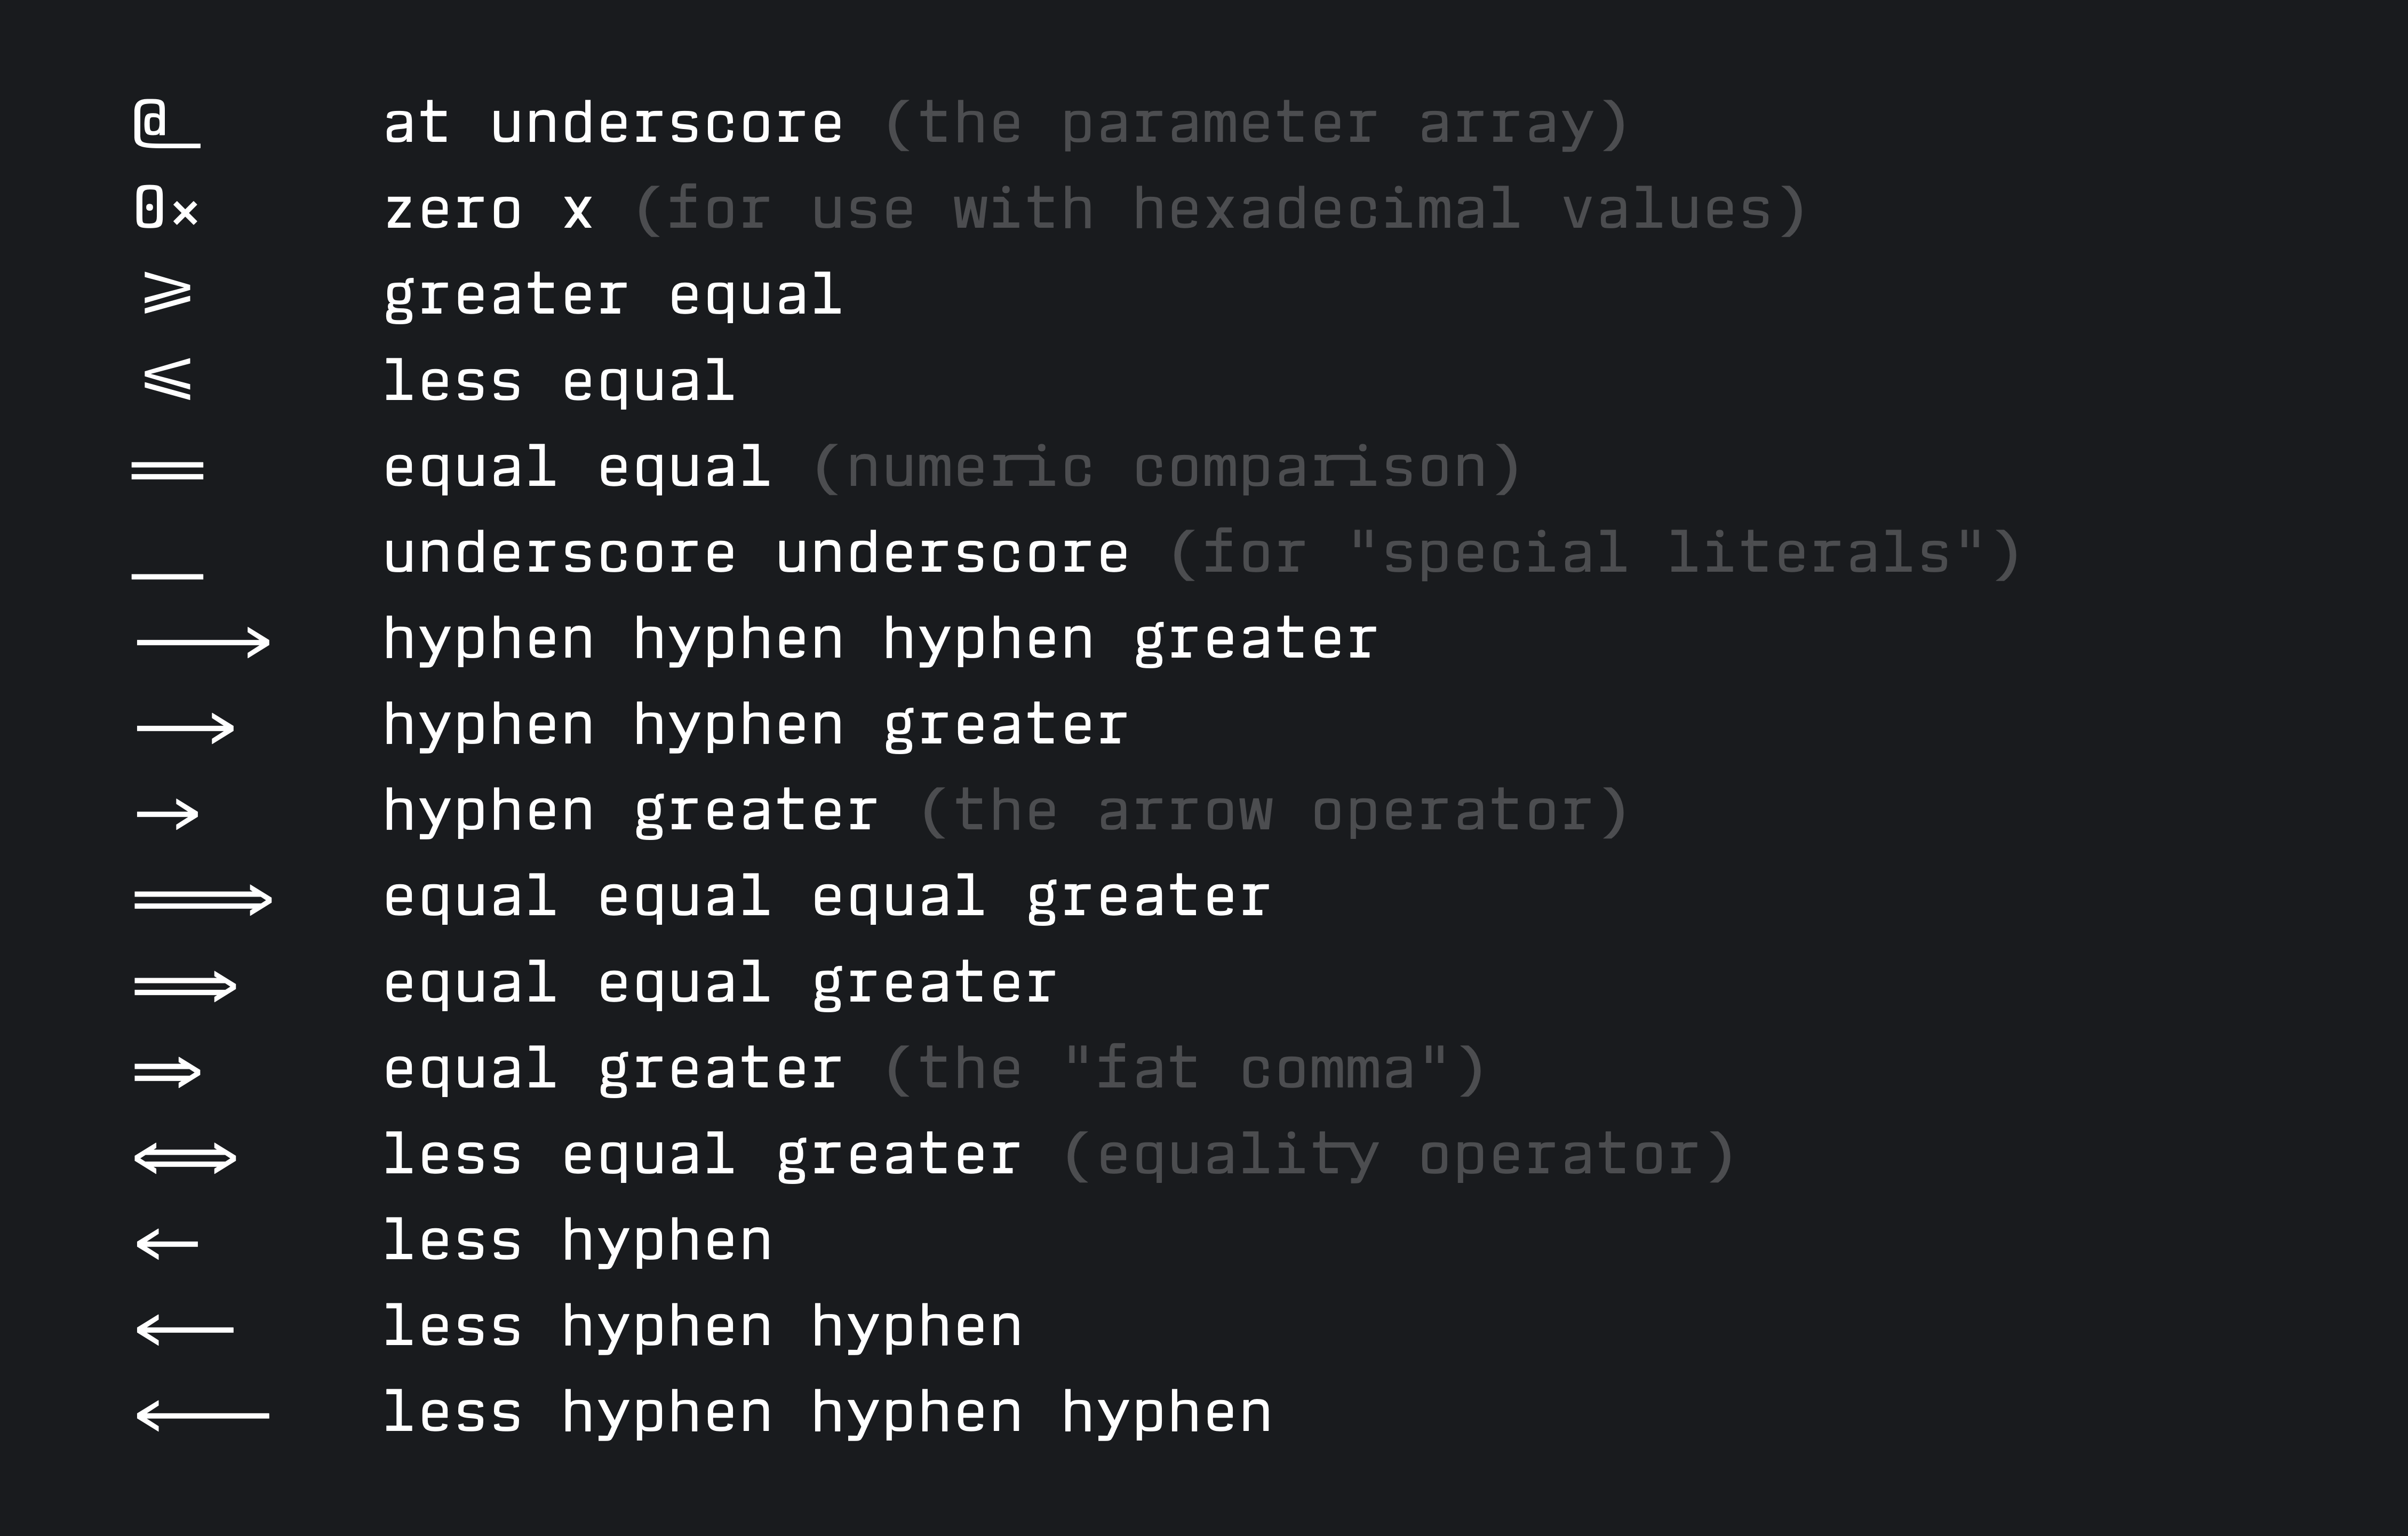 @_ at underscore (the parameter array)
0x zero x (for use with hexadecimal values)
>= greater equal
<= less equal
== equal equal (numeric comparison)
__ underscore underscore (for "special literals")
---> hyphen hyphen hyphen greater
--> hyphen hyphen greater
-> hyphen greater (the arrow operator)
===> equal equal equal greater
==> equal equal greater
=> equal greater (the "fat comma")
<=> less equal greater (equality operator)
<- less hyphen
<-- less hyphen hyphen
<--- less hyphen hyphen hyphen